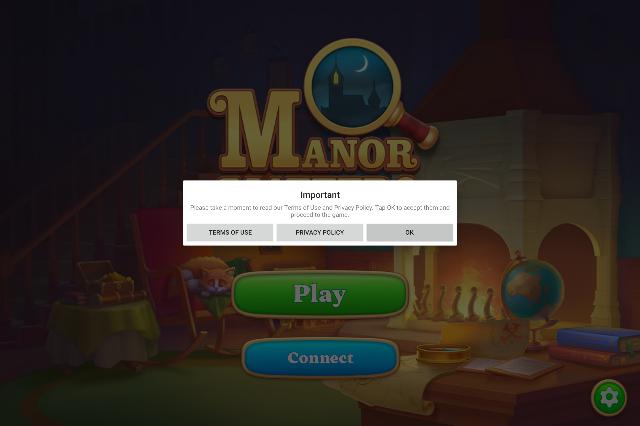 MANOR
Important
Please take a moment to read our Terms of Use and Privacy Policy. Tap OK to accept them and
proceed to the game.
TERMS OF USE
PRIVACY POLICY
OK
Play
Connect